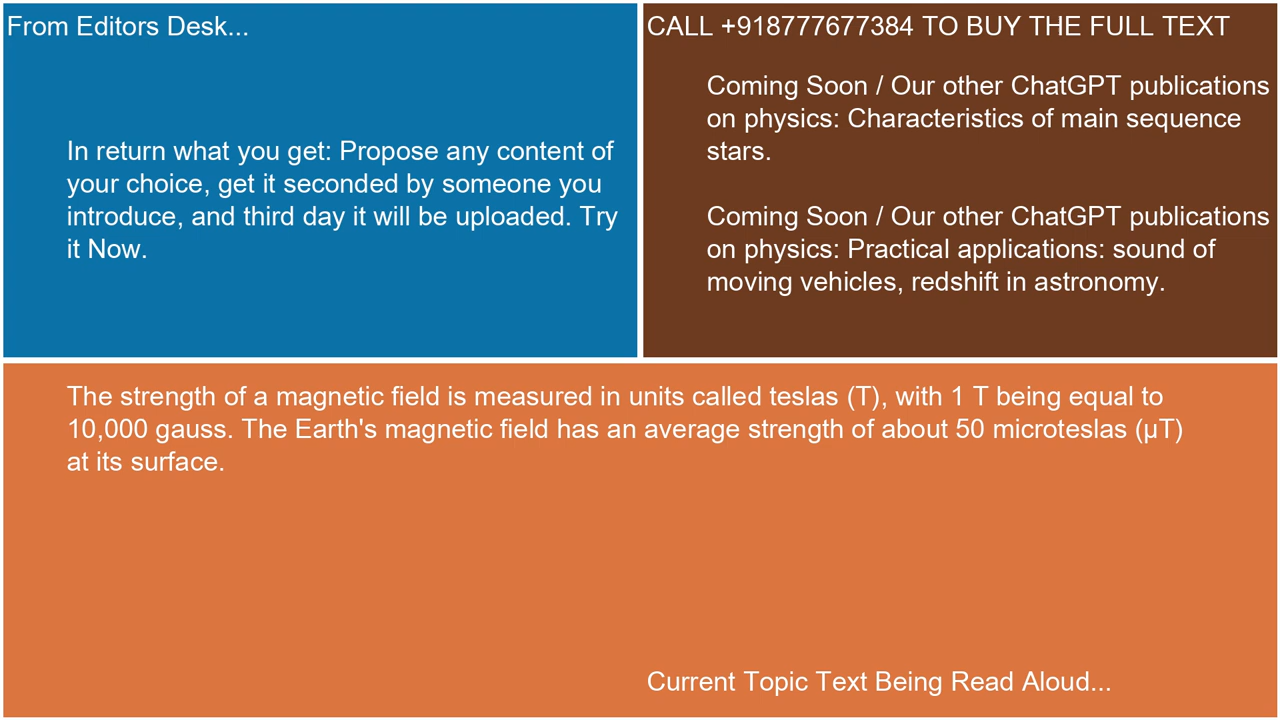 From Editors Desk...
In return what you get: Propose any content of
your choice, get it seconded by someone you
introduce, and third day it will be uploaded. Try
it Now.
CALL +918777677384 TO BUY THE FULL TEXT
Coming Soon / Our other ChatGPT publications
on physics: Characteristics of main sequence
stars.
Coming Soon / Our other ChatGPT publications
on physics: Practical applications: sound of
moving vehicles, redshift in astronomy.
The strength of a magnetic field is measured in units called teslas (T), with 1 T being equal to
10,000 gauss. The Earth's magnetic field has an average strength of about 50 microteslas (μT)
at its surface.
Current Topic Text Being Read Aloud...